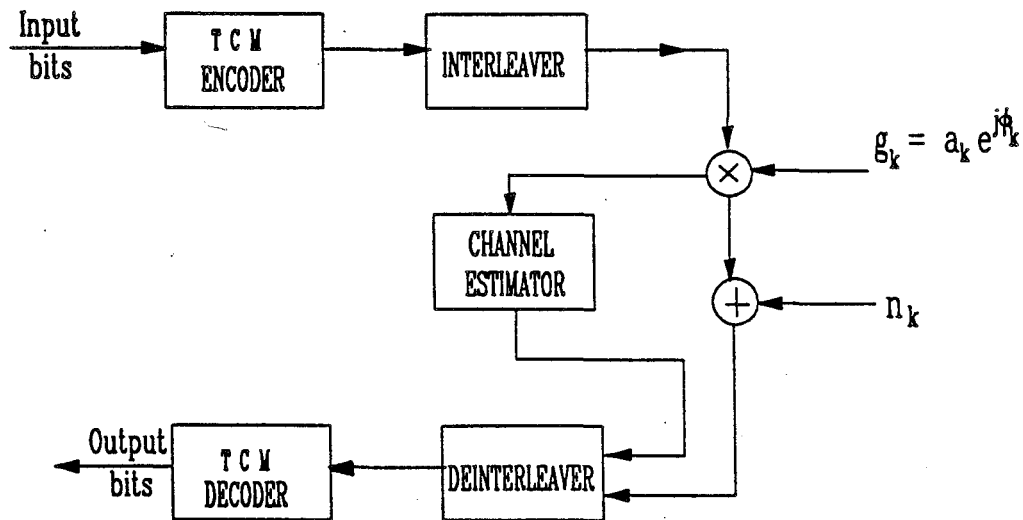 Input
bits
T C M
ENCODER
INTERLEAVER
g_k = a_k e^{jϕ_k}
CHANNEL
ESTIMATOR
n_k
Output
bits
T C M
DECODER
DEINTERLEAVER